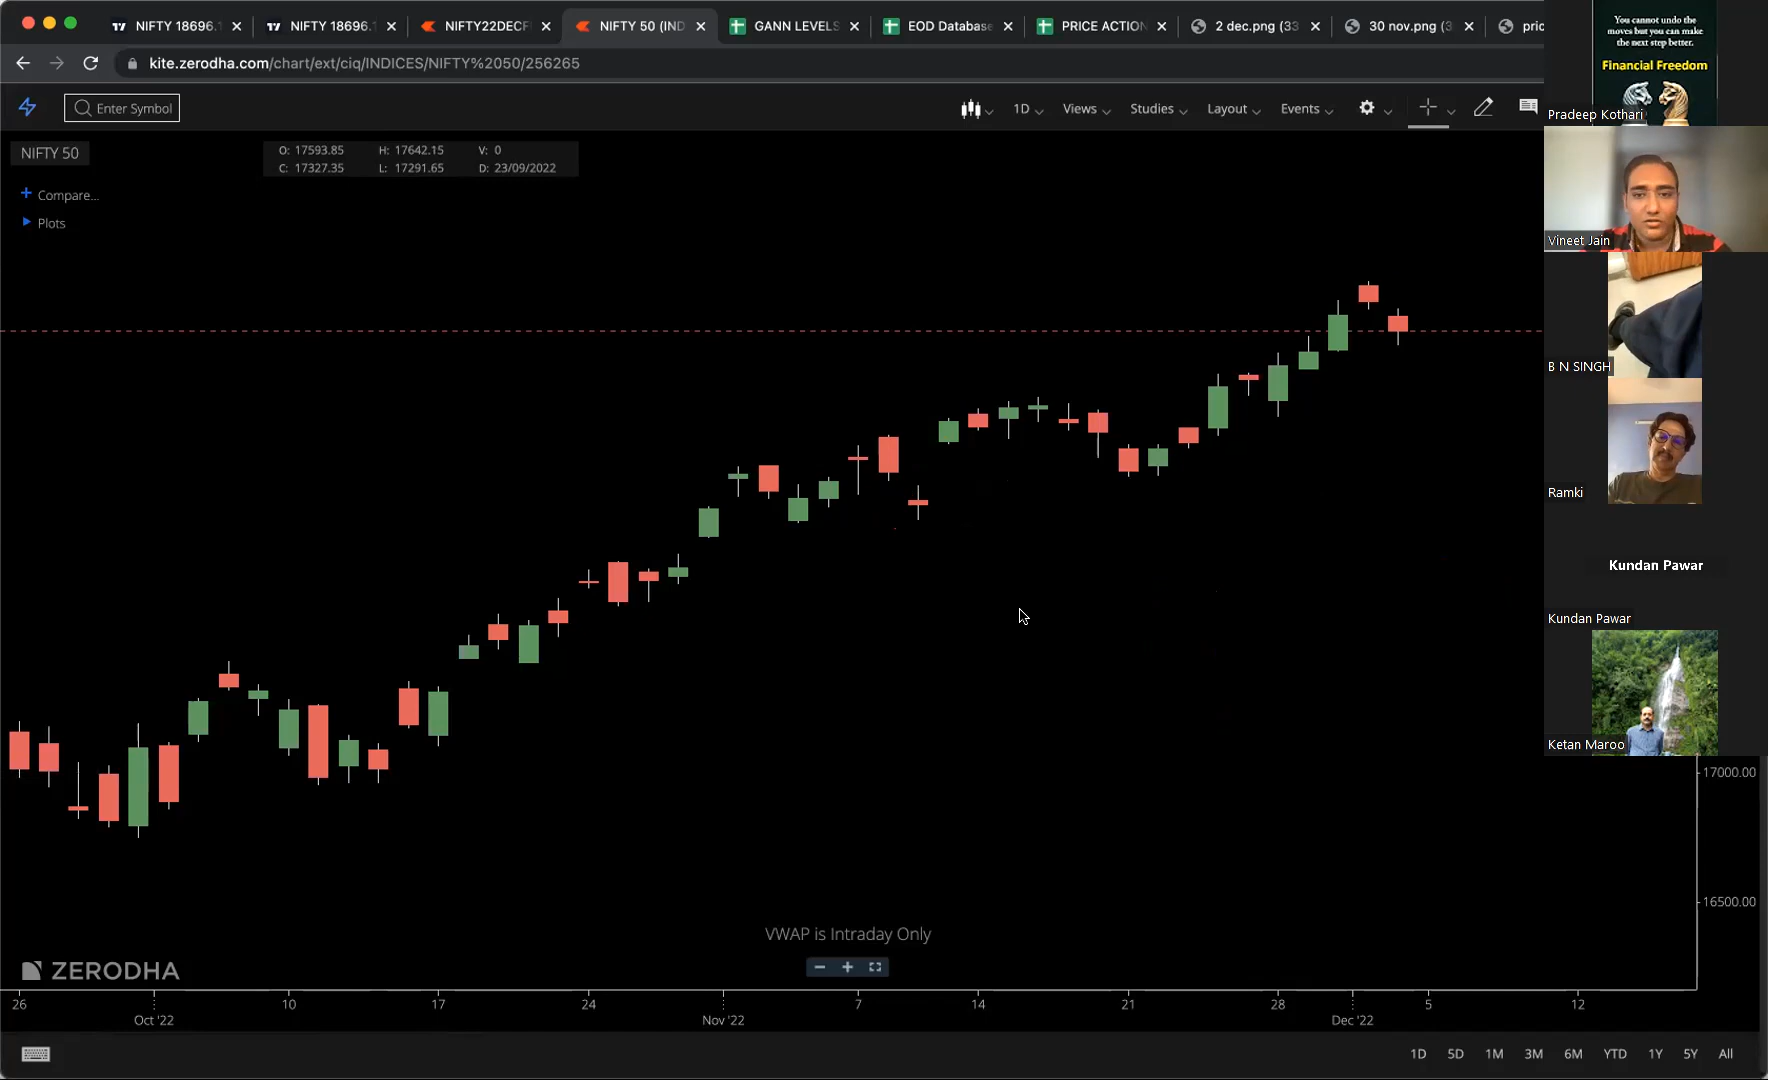 NIFTY 18696.
NIFTY 18696.
NIFTY22DECF
NIFTY 50 (IND
GANN LEVELS
EOD Database
PRICE ACTION
2 dec.png (33
30 nov.png (3
pric
kite.zerodha.com/chart/ext/ciq/INDICES/NIFTY%2050/256265
Enter Symbol
1D
Views
Studies
Layout
Events
NIFTY 50
O: 17593.85 H: 17642.15 V: 0
C: 17327.35 L: 17291.65 D: 23/09/2022
Compare...
Plots
You cannot undo the
moves but you can make
the next step better.
Financial Freedom
Pradeep Kothari
Vineet Jain
B N SINGH
Ramki
Kundan Pawar
Kundan Pawar
Ketan Maroo
17000.00
16500.00
VWAP is Intraday Only
ZERODHA
26 10 17 24 7 14 21 28 5 12
Oct '22 Nov '22 Dec '22
1D 5D 1M 3M 6M YTD 1Y 5Y All